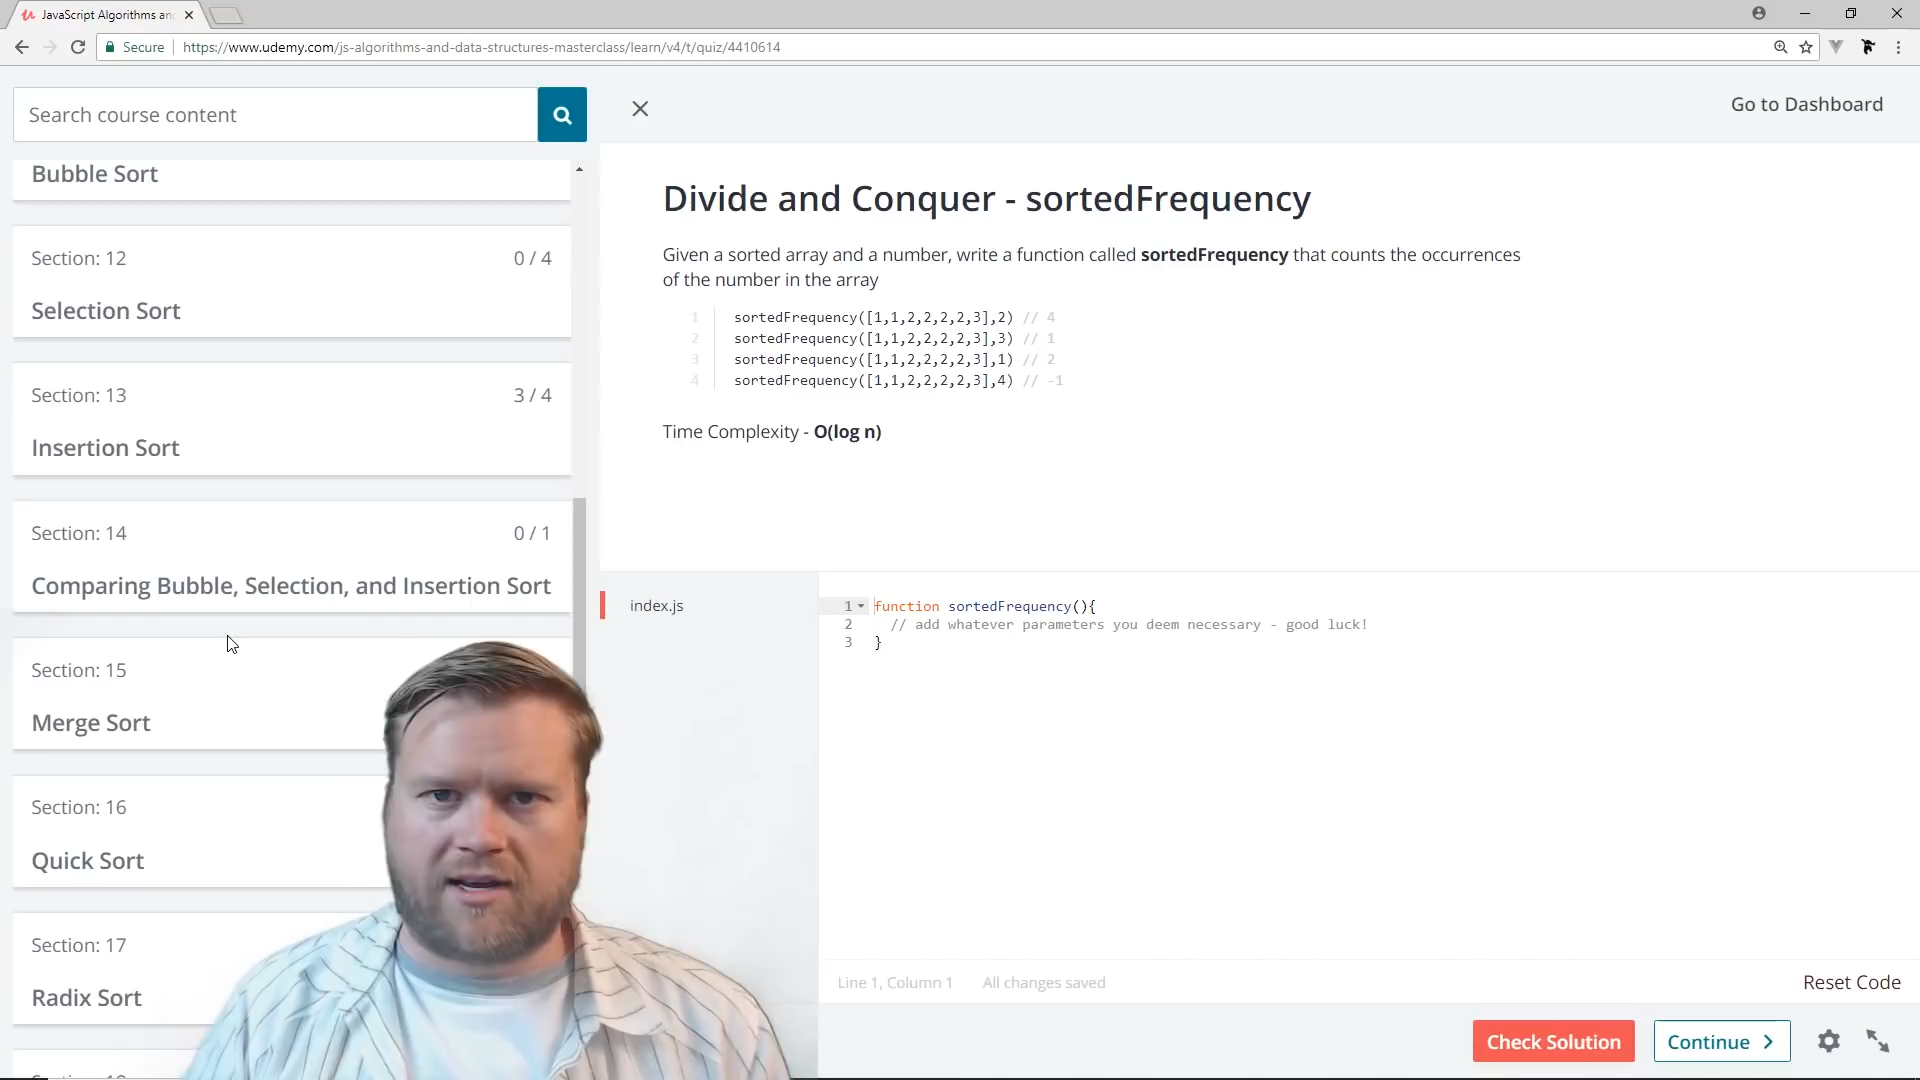 JavaScript Algorithms an
Secure
https://www.udemy.com/js-algorithms-and-data-structures-masterclass/learn/v4/t/quiz/4410614
Search course content
Go to Dashboard
Bubble Sort
Section: 12
0 / 4
Selection Sort
Section: 13
3 / 4
Insertion Sort
Section: 14
0 / 1
Comparing Bubble, Selection, and Insertion Sort
Section: 15
Merge Sort
Section: 16
Quick Sort
Section: 17
Radix Sort
Divide and Conquer - sortedFrequency
Given a sorted array and a number, write a function called sortedFrequency that counts the occurrences
of the number in the array
1 sortedFrequency([1,1,2,2,2,2,3],2) // 4
2 sortedFrequency([1,1,2,2,2,2,3],3) // 1
3 sortedFrequency([1,1,2,2,2,2,3],1) // 2
4 sortedFrequency([1,1,2,2,2,2,3],4) // -1
Time Complexity - O(log n)
index.js
1 function sortedFrequency(){
2 // add whatever parameters you deem necessary - good luck!
3 }
Line 1, Column 1
All changes saved
Reset Code
Check Solution
Continue